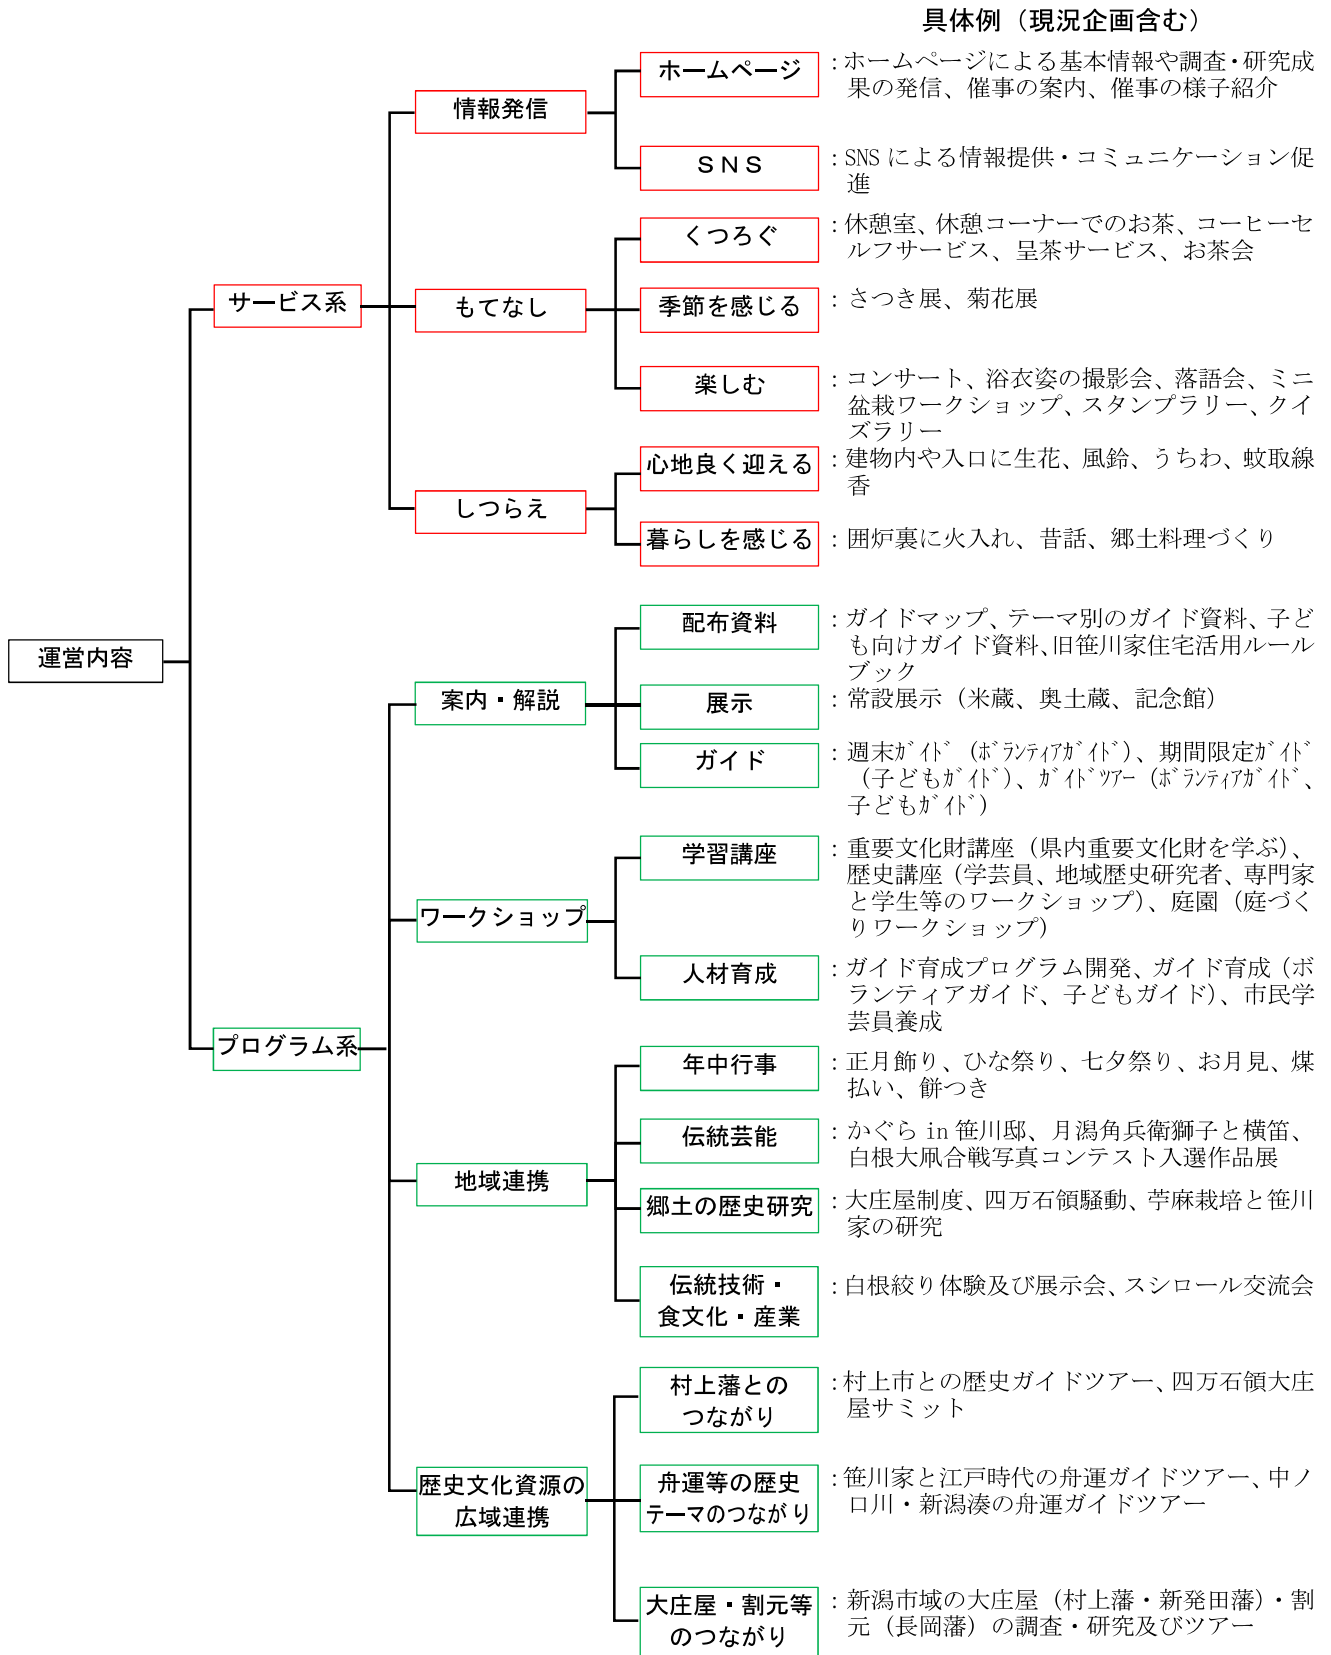 具体例（現況企画含む）
ホームページ
：ホームページによる基本情報や調査・研究成
果の発信、催事の案内、催事の様子紹介
情報発信
ＳＮＳ
：SNSによる情報提供・コミュニケーション促
進
くつろぐ
：休憩室、休憩コーナーでのお茶、コーヒーセ
ルフサービス、呈茶サービス、お茶会
サービス系
もてなし
季節を感じる
：さつき展、菊花展
楽しむ
：コンサート、浴衣姿の撮影会、落語会、ミニ
盆栽ワークショップ、スタンプラリー、クイ
ズラリー
心地良く迎える
：建物内や入口に生花、風鈴、うちわ、蚊取線
香
しつらえ
暮らしを感じる
：囲炉裏に火入れ、昔話、郷土料理づくり
運営内容
配布資料
：ガイドマップ、テーマ別のガイド資料、子ど
も向けガイド資料、旧笹川家住宅活用ルール
ブック
案内・解説
展示
：常設展示（米蔵、奥土蔵、記念館）
ガイド
：週末ｶﾞｲﾄﾞ（ﾎﾞﾗﾝﾃｨｱｶﾞｲﾄﾞ）、期間限定ｶﾞｲﾄﾞ
（子どもｶﾞｲﾄﾞ）、ｶﾞｲﾄﾞﾂｱｰ（ﾎﾞﾗﾝﾃｨｱｶﾞｲﾄﾞ、
子どもｶﾞｲﾄﾞ）
学習講座
：重要文化財講座（県内重要文化財を学ぶ）、
歴史講座（学芸員、地域歴史研究者、専門家
と学生等のワークショップ）、庭園（庭づく
りワークショップ）
ワークショップ
人材育成
：ガイド育成プログラム開発、ガイド育成（ボ
ランティアガイド、子どもガイド）、市民学
芸員養成
プログラム系
年中行事
：正月飾り、ひな祭り、七夕祭り、お月見、煤
払い、餅つき
伝統芸能
：かぐら in 笹川邸、月潟角兵衛獅子と横笛、
白根大凧合戦写真コンテスト入選作品展
地域連携
郷土の歴史研究
：大庄屋制度、四万石領騒動、苧麻栽培と笹川
家の研究
伝統技術・
食文化・産業
：白根絞り体験及び展示会、スシロール交流会
村上藩との
つながり
：村上市との歴史ガイドツアー、四万石領大庄
屋サミット
歴史文化資源の
広域連携
舟運等の歴史
テーマのつながり
：笹川家と江戸時代の舟運ガイドツアー、中ノ
口川・新潟湊の舟運ガイドツアー
大庄屋・割元等
のつながり
：新潟市域の大庄屋（村上藩・新発田藩）・割
元（長岡藩）の調査・研究及びツアー